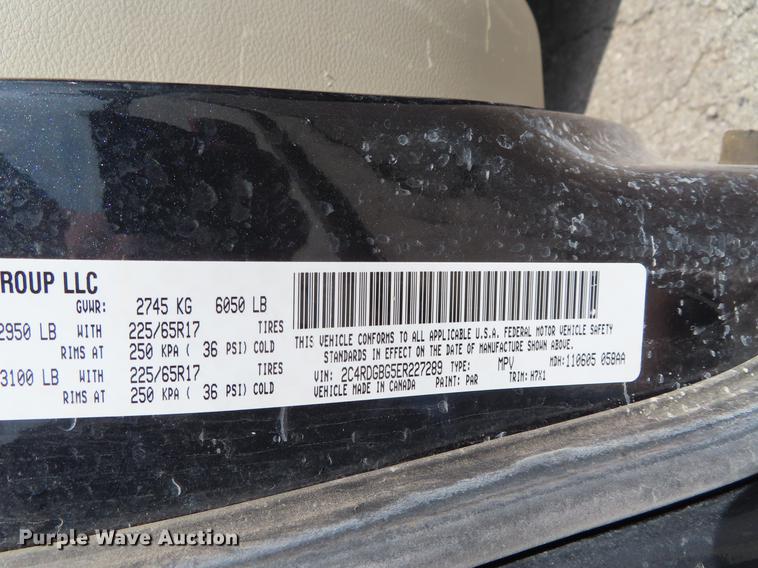 ROUP LLC
GVWR: 2745 KG 6050 LB
2950 LB WITH 225/65R17 TIRES
RIMS AT 250 KPA ( 36 PSI) COLD
3100 LB WITH 225/65R17 TIRES
RIMS AT 250 KPA ( 36 PSI) COLD
THIS VEHICLE CONFORMS TO ALL APPLICABLE U.S.A. FEDERAL MOTOR VEHICLE SAFETY
STANDARDS IN EFFECT ON THE DATE OF MANUFACTURE SHOWN ABOVE.
VIN: 2C4RDGBG5ER227289 TYPE: MPV MDH: 110605 058AA
VEHICLE MADE IN CANADA PAINT: PAR TRIM: H7X1
Purple Wave Auction